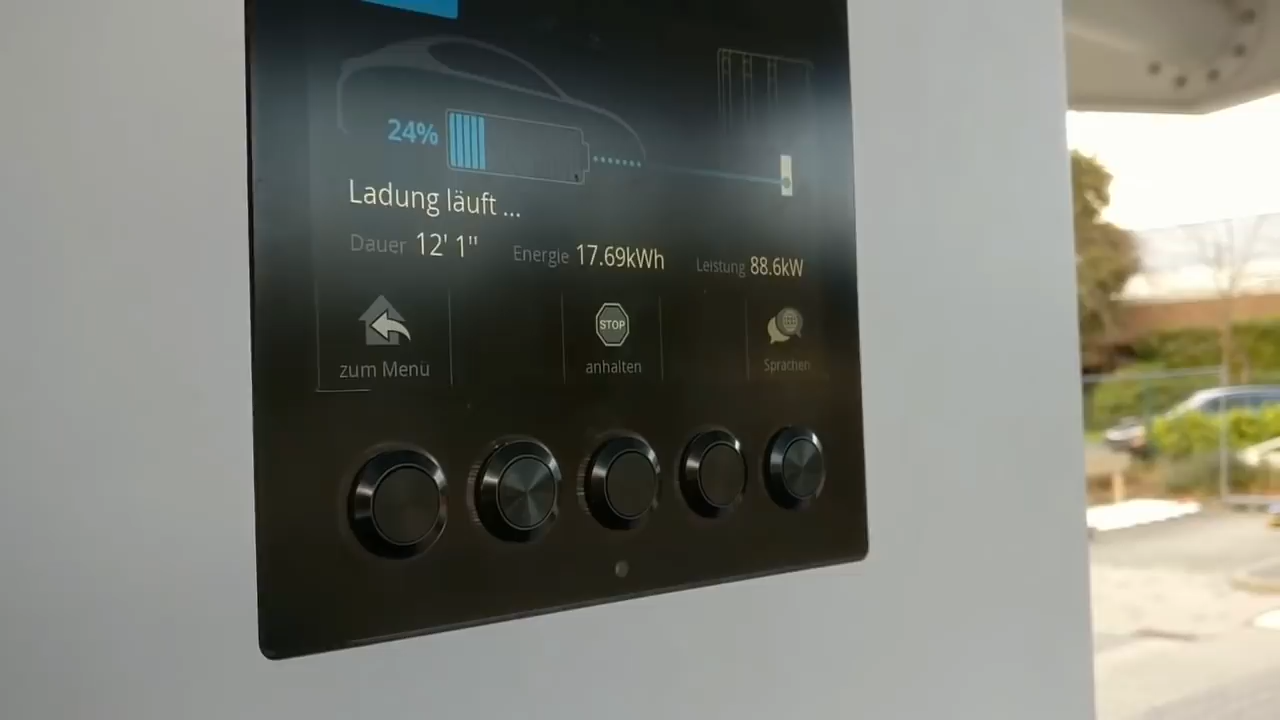 24%
Ladung läuft ...
Dauer 12' 1" Energie 17.69kWh Leistung 88.6kW
zum Menü STOP anhalten Sprachen